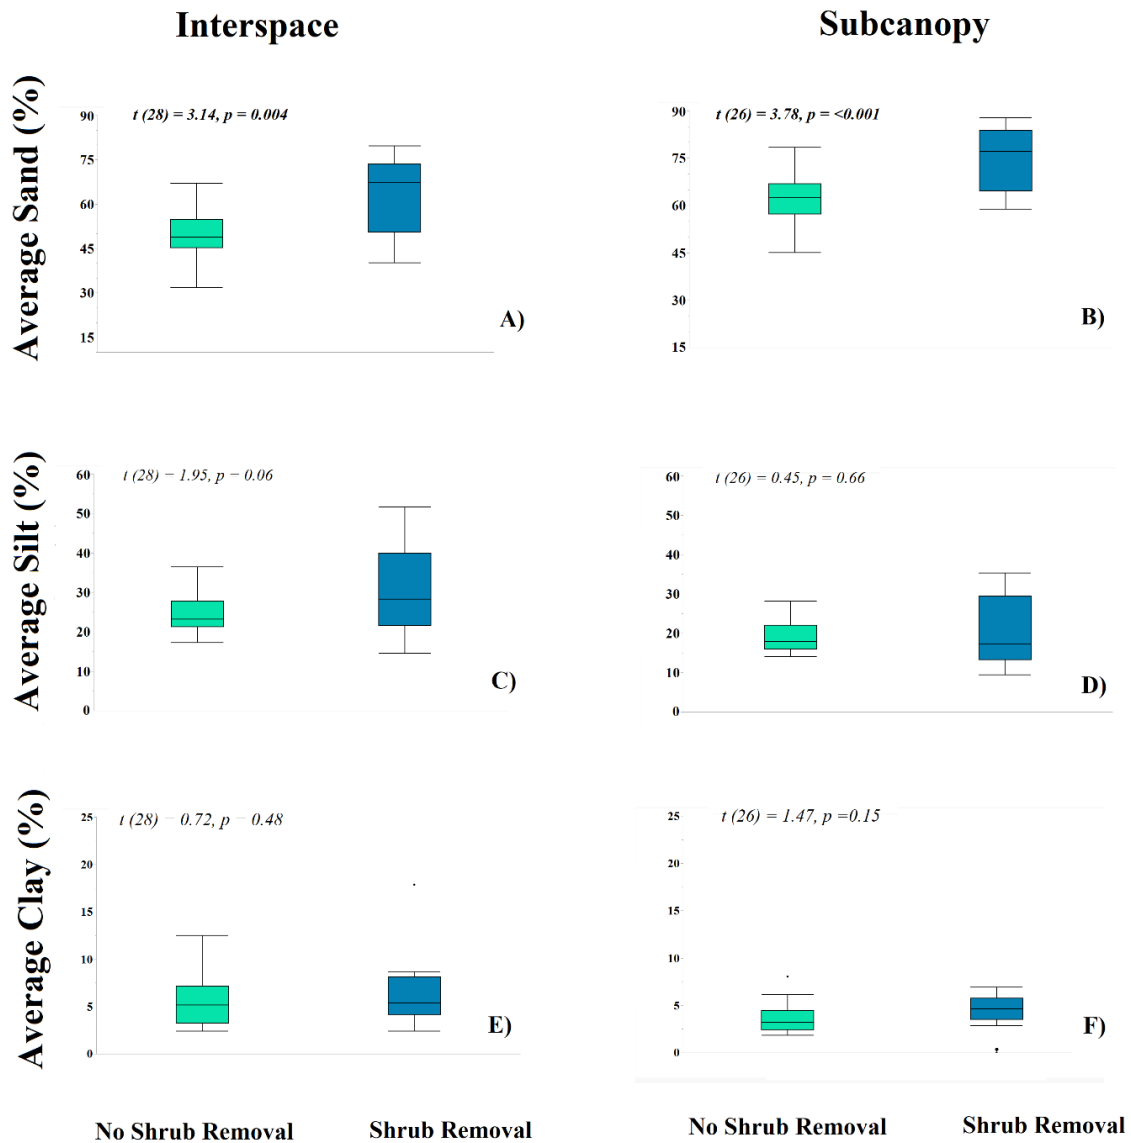 Interspace
Subcanopy
Average Sand (%)
t (28) = 3.14, p = 0.004
90
75
60
45
30
15
A)
t (26) = 3.78, p = <0.001
90
75
60
45
30
15
B)
Average Silt (%)
t (28) = 1.95, p = 0.06
60
50
40
30
20
10
0
C)
t (26) = 0.45, p = 0.66
60
50
40
30
20
10
0
D)
Average Clay (%)
t (28) = 0.72, p = 0.48
25
20
15
10
5
0
E)
t (26) = 1.47, p =0.15
25
20
15
10
5
0
F)
No Shrub Removal
Shrub Removal
No Shrub Removal
Shrub Removal